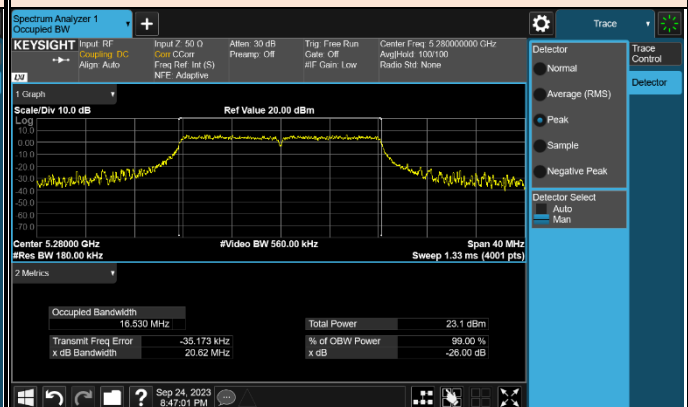 Spectrum Analyzer 1
Occupied BW
+
Trace
KEYSIGHT Input: RF
Coupling: DC
Align: Auto
Input Z: 50 Ω
Corr CCorr
Freq Ref: Int (S)
NFE: Adaptive
Atten: 30 dB
Preamp: Off
Trig: Free Run
Gate: Off
#IF Gain: Low
Center Freq: 5.280000000 GHz
Avg|Hold: 100/100
Radio Std: None
LXI
1 Graph
Scale/Div 10.0 dB
Ref Value 20.00 dBm
Log
10.0
0.00
-10.0
-20.0
-30.0
-40.0
-50.0
-60.0
-70.0
Center 5.28000 GHz
#Res BW 180.00 kHz
#Video BW 560.00 kHz
Span 40 MHz
Sweep 1.33 ms (4001 pts)
2 Metrics
Occupied Bandwidth
16.530 MHz
Transmit Freq Error -35.173 kHz
x dB Bandwidth 20.62 MHz
Total Power 23.1 dBm
% of OBW Power 99.00 %
x dB -26.00 dB
Sep 24, 2023
8:47:01 PM
Detector
Normal
Average (RMS)
Peak
Sample
Negative Peak
Detector Select
Auto
Man
Trace
Control
Detector